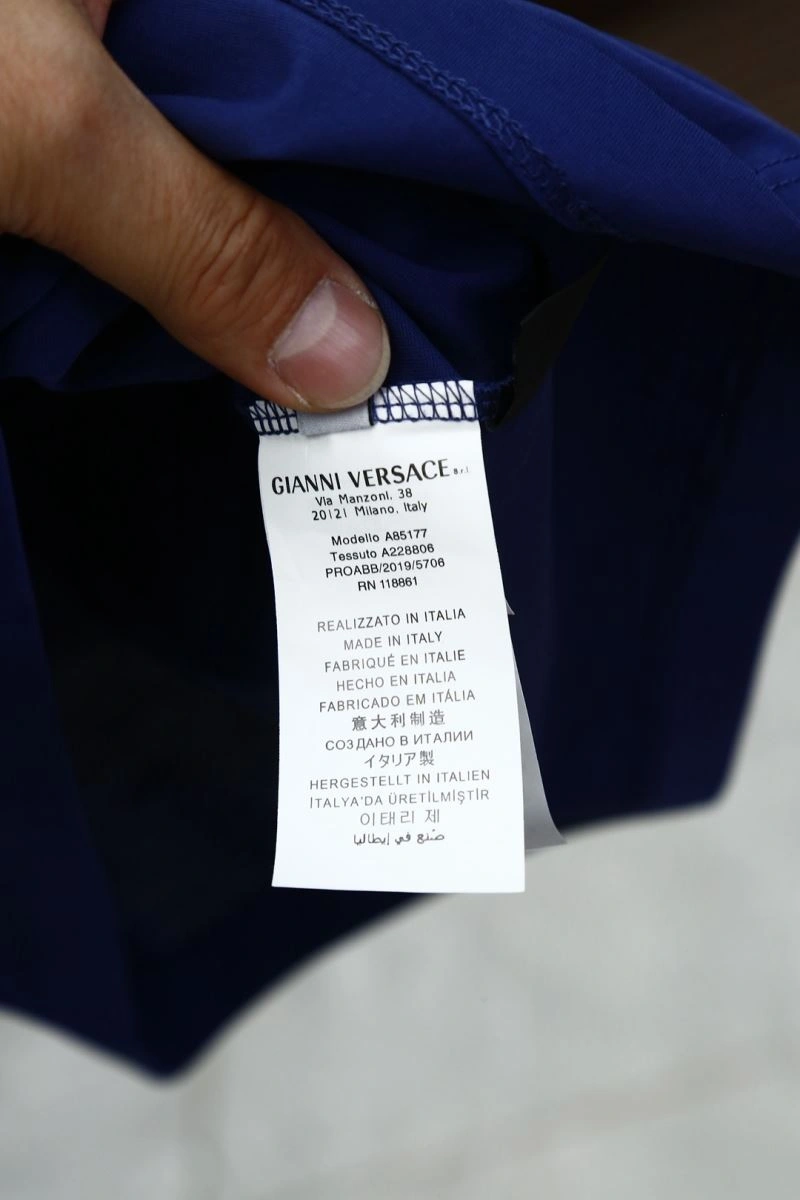 GIANNI VERSACE s.r.l.
Via Manzoni, 38
20121 Milano, Italy
Modello A85177
Tessuto A228806
PROABB/2019/5706
RN 118861
REALIZZATO IN ITALIA
MADE IN ITALY
FABRIQUÉ EN ITALIE
HECHO EN ITALIA
FABRICADO EM ITÁLIA
意大利制造
СОЗДАНО В ИТАЛИИ
イタリア製
HERGESTELLT IN ITALIEN
İTALYA'DA ÜRETİLMİŞTİR
이태리 제
صُنع في إيطاليا